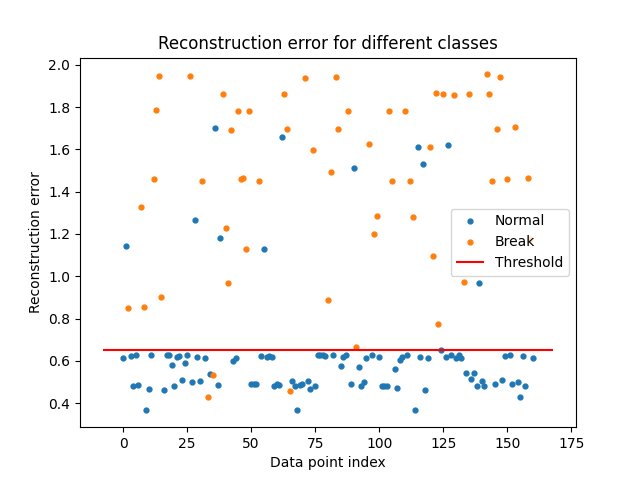 Reconstruction error for different classes
Reconstruction error
2.0
1.8
1.6
1.4
1.2
1.0
0.8
0.6
0.4
Normal
Break
Threshold
0 25 50 75 100 125 150 175
Data point index